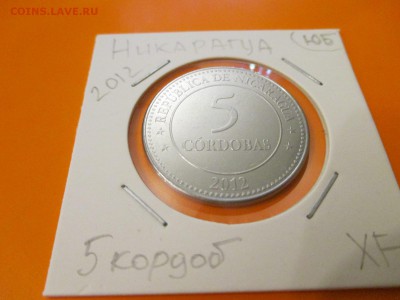 COINS.LAVE.RU
НИКАРАГУА
ЮБ
2012
REPUBLICA DE NICARAGUA
5
CÓRDOBAS
2012
5 кордоб
XF